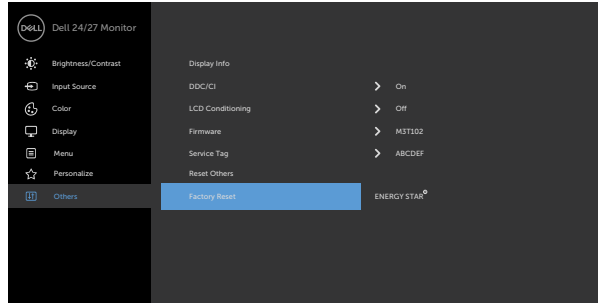 DELL Dell 24/27 Monitor
Brightness/Contrast Display Info
Input Source DDC/CI On
Color LCD Conditioning Off
Display Firmware M3T102
Menu Service Tag ABCDEF
Personalize Reset Others
Others Factory Reset ENERGY STAR®